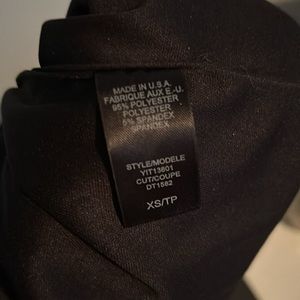 MADE IN U.S.A.
FABRIQUE AUX E.-U.
95% POLYESTER
POLYESTER
5% SPANDEX
SPANDEX
STYLE/MODELE
YIT13601
CUT/COUPE
DT1582
XS/TP